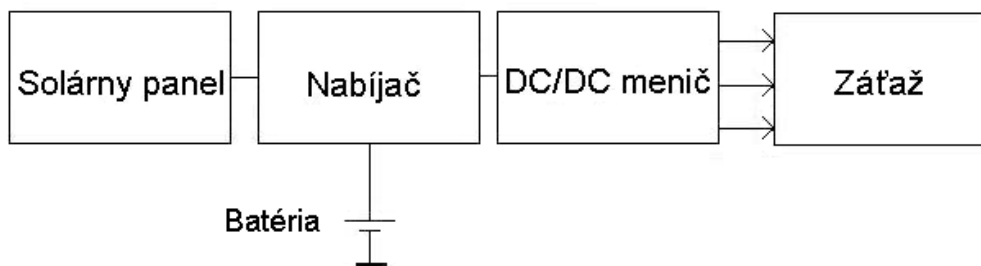 Solárny panel
Nabíjač
DC/DC menič
Záťaž
Batéria